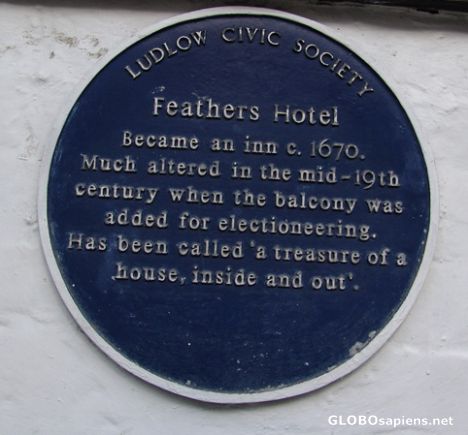 LUDLOW CIVIC SOCIETY
Feathers Hotel
Became an inn c. 1670.
Much altered in the mid-19th
century when the balcony was
added for electioneering.
Has been called 'a treasure of a
house, inside and out'.
GLOBOsapiens.net